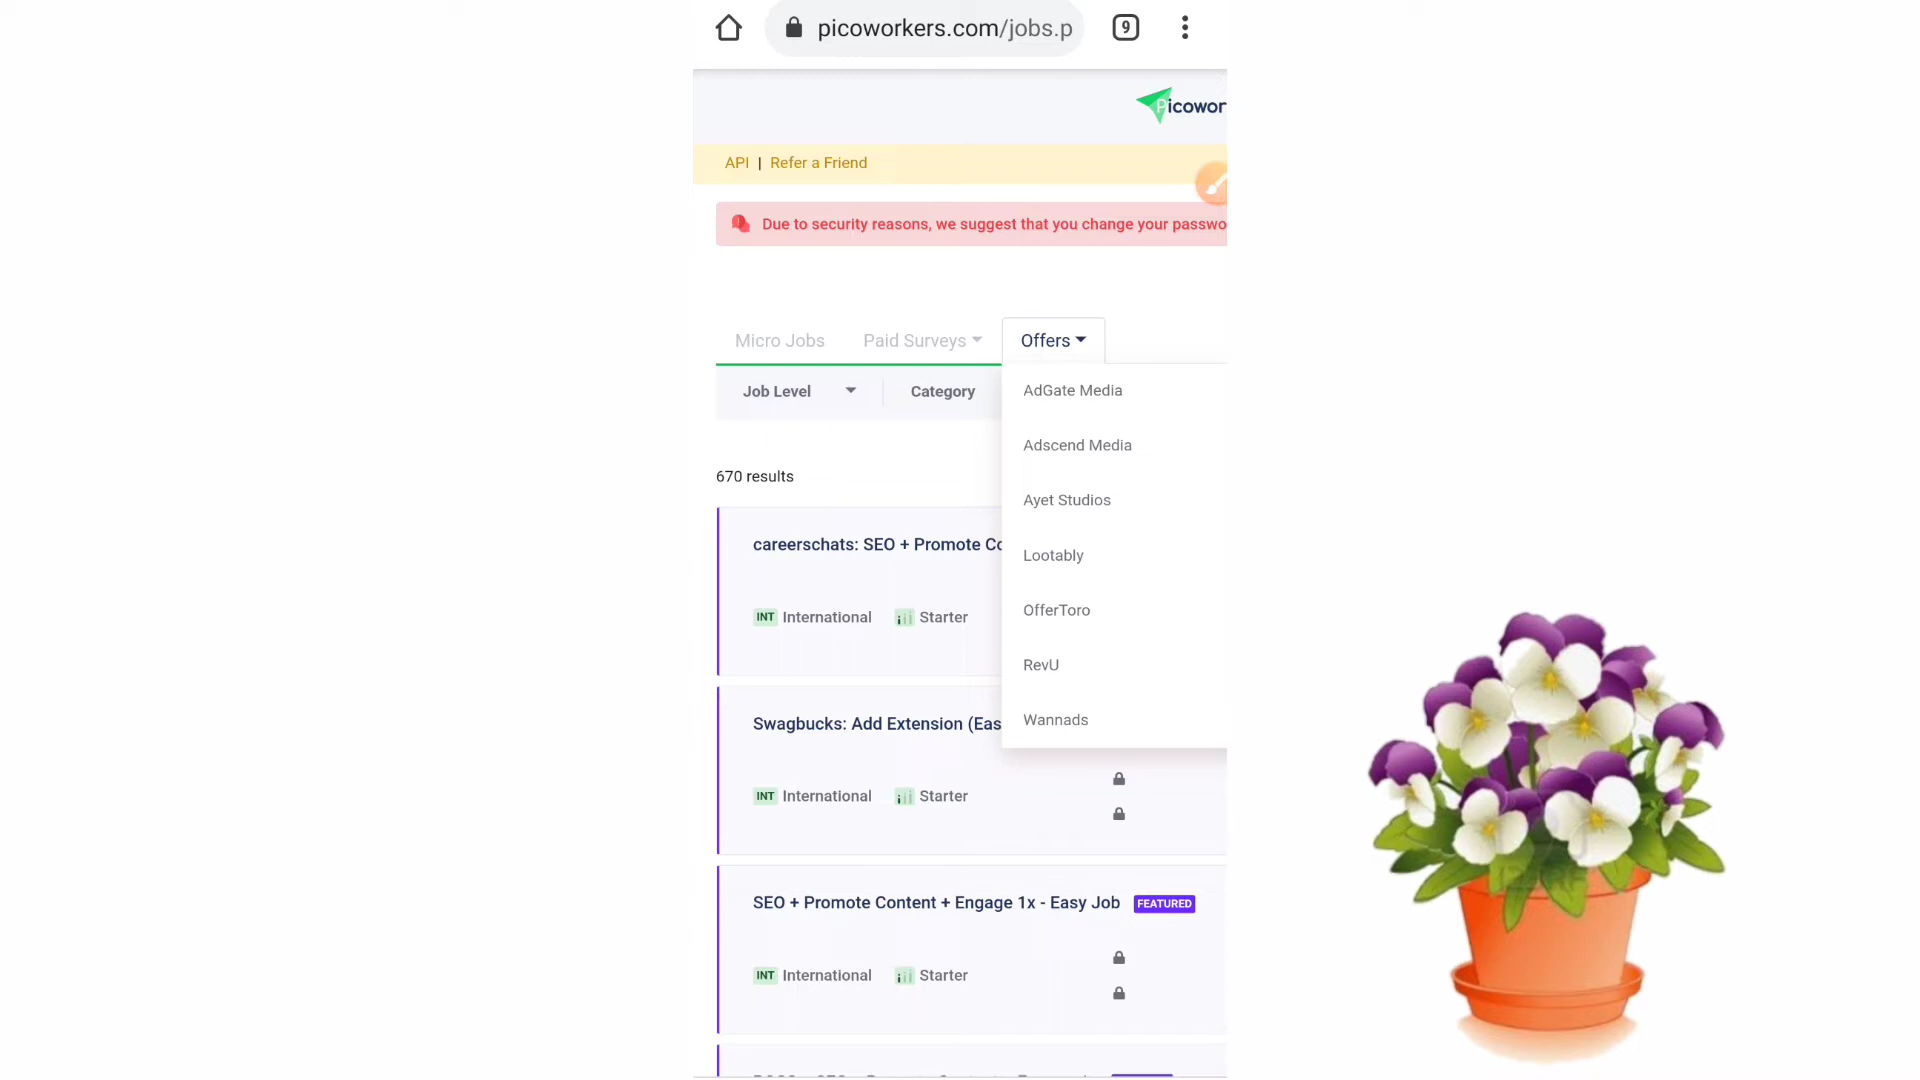 picoworkers.com/jobs.p
9
Picowor
API | Refer a Friend
Due to security reasons, we suggest that you change your passwo
Micro Jobs
Paid Surveys
Offers
Job Level
Category
AdGate Media
Adscend Media
Ayet Studios
Lootably
OfferToro
RevU
Wannads
670 results
careerschats: SEO + Promote Co
INT International
Starter
Swagbucks: Add Extension (Eas
INT International
Starter
SEO + Promote Content + Engage 1x - Easy Job FEATURED
INT International
Starter